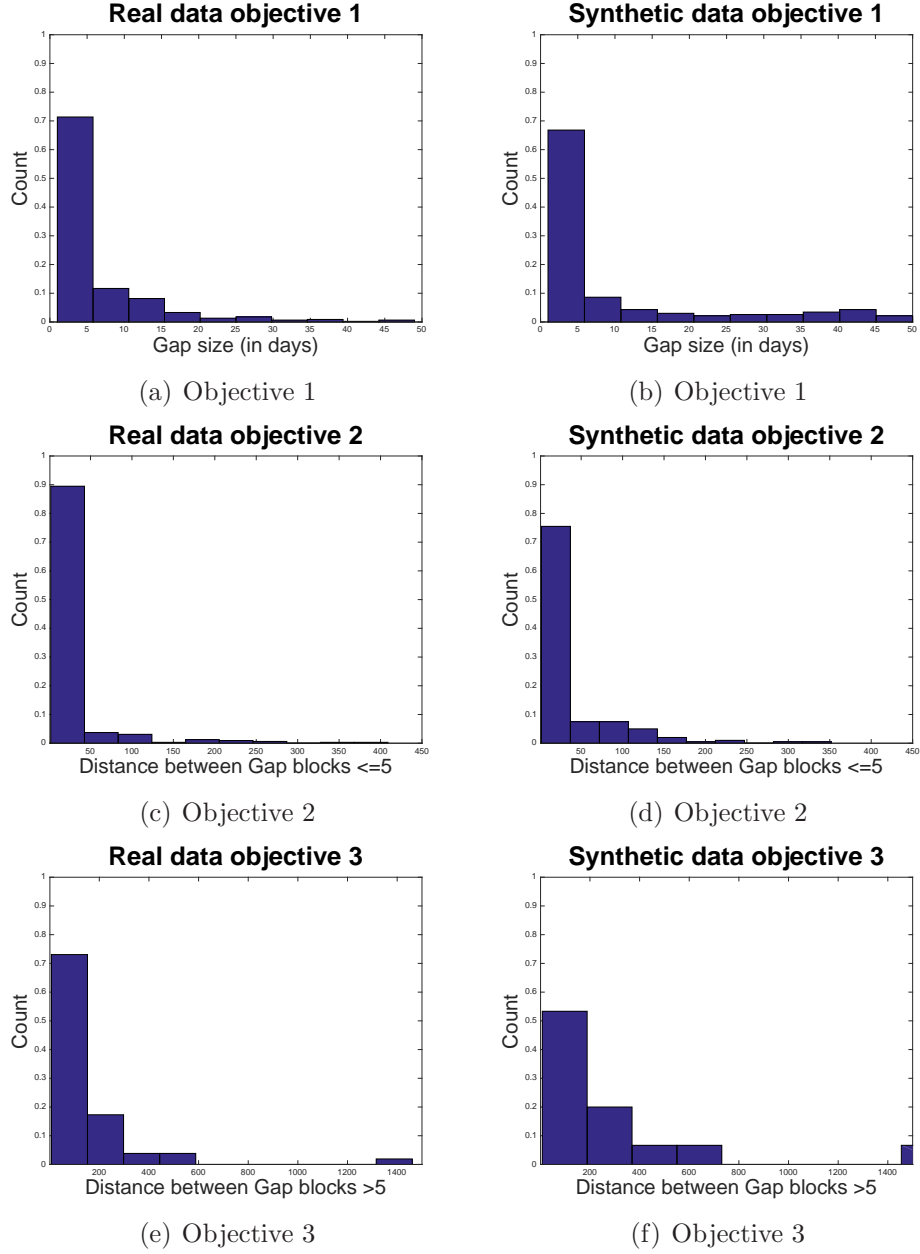 Real data objective 1
1
0.9
0.8
0.7
0.6
0.5
0.4
0.3
0.2
0.1
0
Count
0 5 10 15 20 25 30 35 40 45 50
Gap size (in days)
(a) Objective 1
Synthetic data objective 1
1
0.9
0.8
0.7
0.6
0.5
0.4
0.3
0.2
0.1
0
Count
0 5 10 15 20 25 30 35 40 45 50
Gap size (in days)
(b) Objective 1
Real data objective 2
1
0.9
0.8
0.7
0.6
0.5
0.4
0.3
0.2
0.1
0
Count
50 100 150 200 250 300 350 400 450
Distance between Gap blocks <=5
(c) Objective 2
Synthetic data objective 2
1
0.9
0.8
0.7
0.6
0.5
0.4
0.3
0.2
0.1
0
Count
50 100 150 200 250 300 350 400 450
Distance between Gap blocks <=5
(d) Objective 2
Real data objective 3
1
0.9
0.8
0.7
0.6
0.5
0.4
0.3
0.2
0.1
0
Count
200 400 600 800 1000 1200 1400
Distance between Gap blocks >5
(e) Objective 3
Synthetic data objective 3
1
0.9
0.8
0.7
0.6
0.5
0.4
0.3
0.2
0.1
0
Count
200 400 600 800 1000 1200 1400
Distance between Gap blocks >5
(f) Objective 3